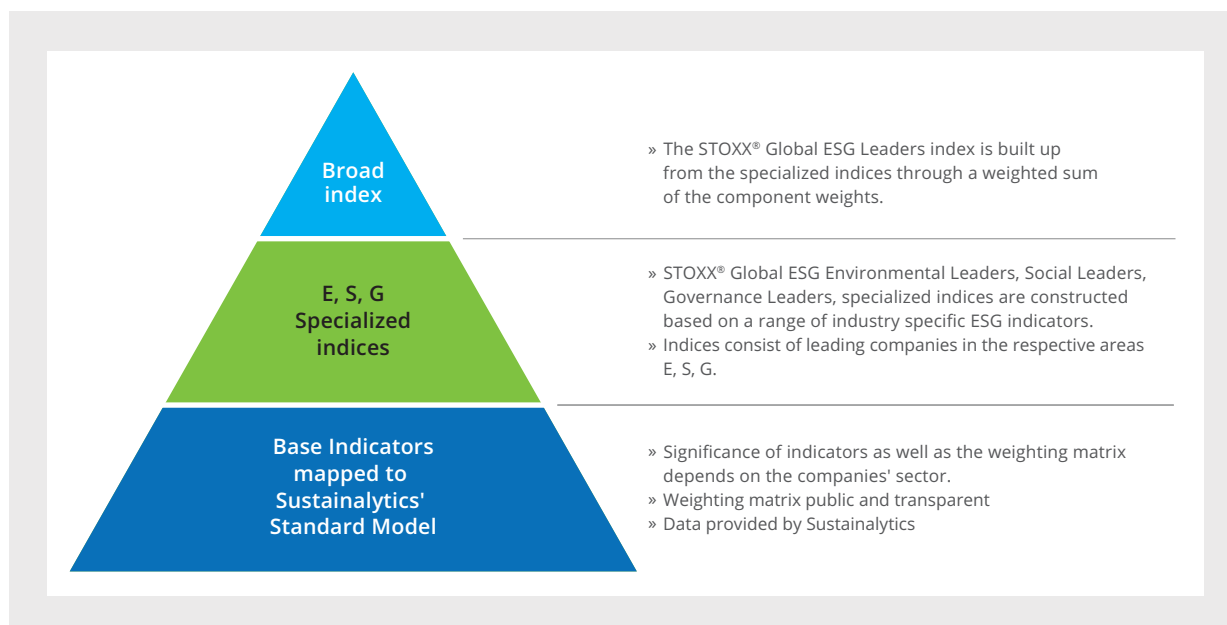 Broad
index
» The STOXX® Global ESG Leaders index is built up
from the specialized indices through a weighted sum
of the component weights.
E, S, G
Specialized
indices
» STOXX® Global ESG Environmental Leaders, Social Leaders,
Governance Leaders, specialized indices are constructed
based on a range of industry specific ESG indicators.
» Indices consist of leading companies in the respective areas
E, S, G.
Base Indicators
mapped to
Sustainalytics'
Standard Model
» Significance of indicators as well as the weighting matrix
depends on the companies' sector.
» Weighting matrix public and transparent
» Data provided by Sustainalytics